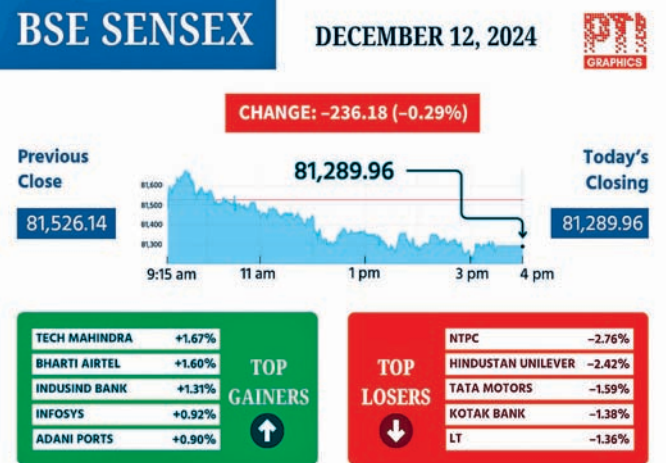 BSE SENSEX
DECEMBER 12, 2024
PTI
GRAPHICS
CHANGE: –236.18 (–0.29%)
Previous
Close
81,526.14
81,289.96
Today's
Closing
81,289.96
81,600
81,500
81,400
81,300
9:15 am
11 am
1 pm
3 pm
4 pm
TECH MAHINDRA +1.67%
BHARTI AIRTEL +1.60%
INDUSIND BANK +1.31%
INFOSYS +0.92%
ADANI PORTS +0.90%
TOP
GAINERS
TOP
LOSERS
NTPC –2.76%
HINDUSTAN UNILEVER –2.42%
TATA MOTORS –1.59%
KOTAK BANK –1.38%
LT –1.36%